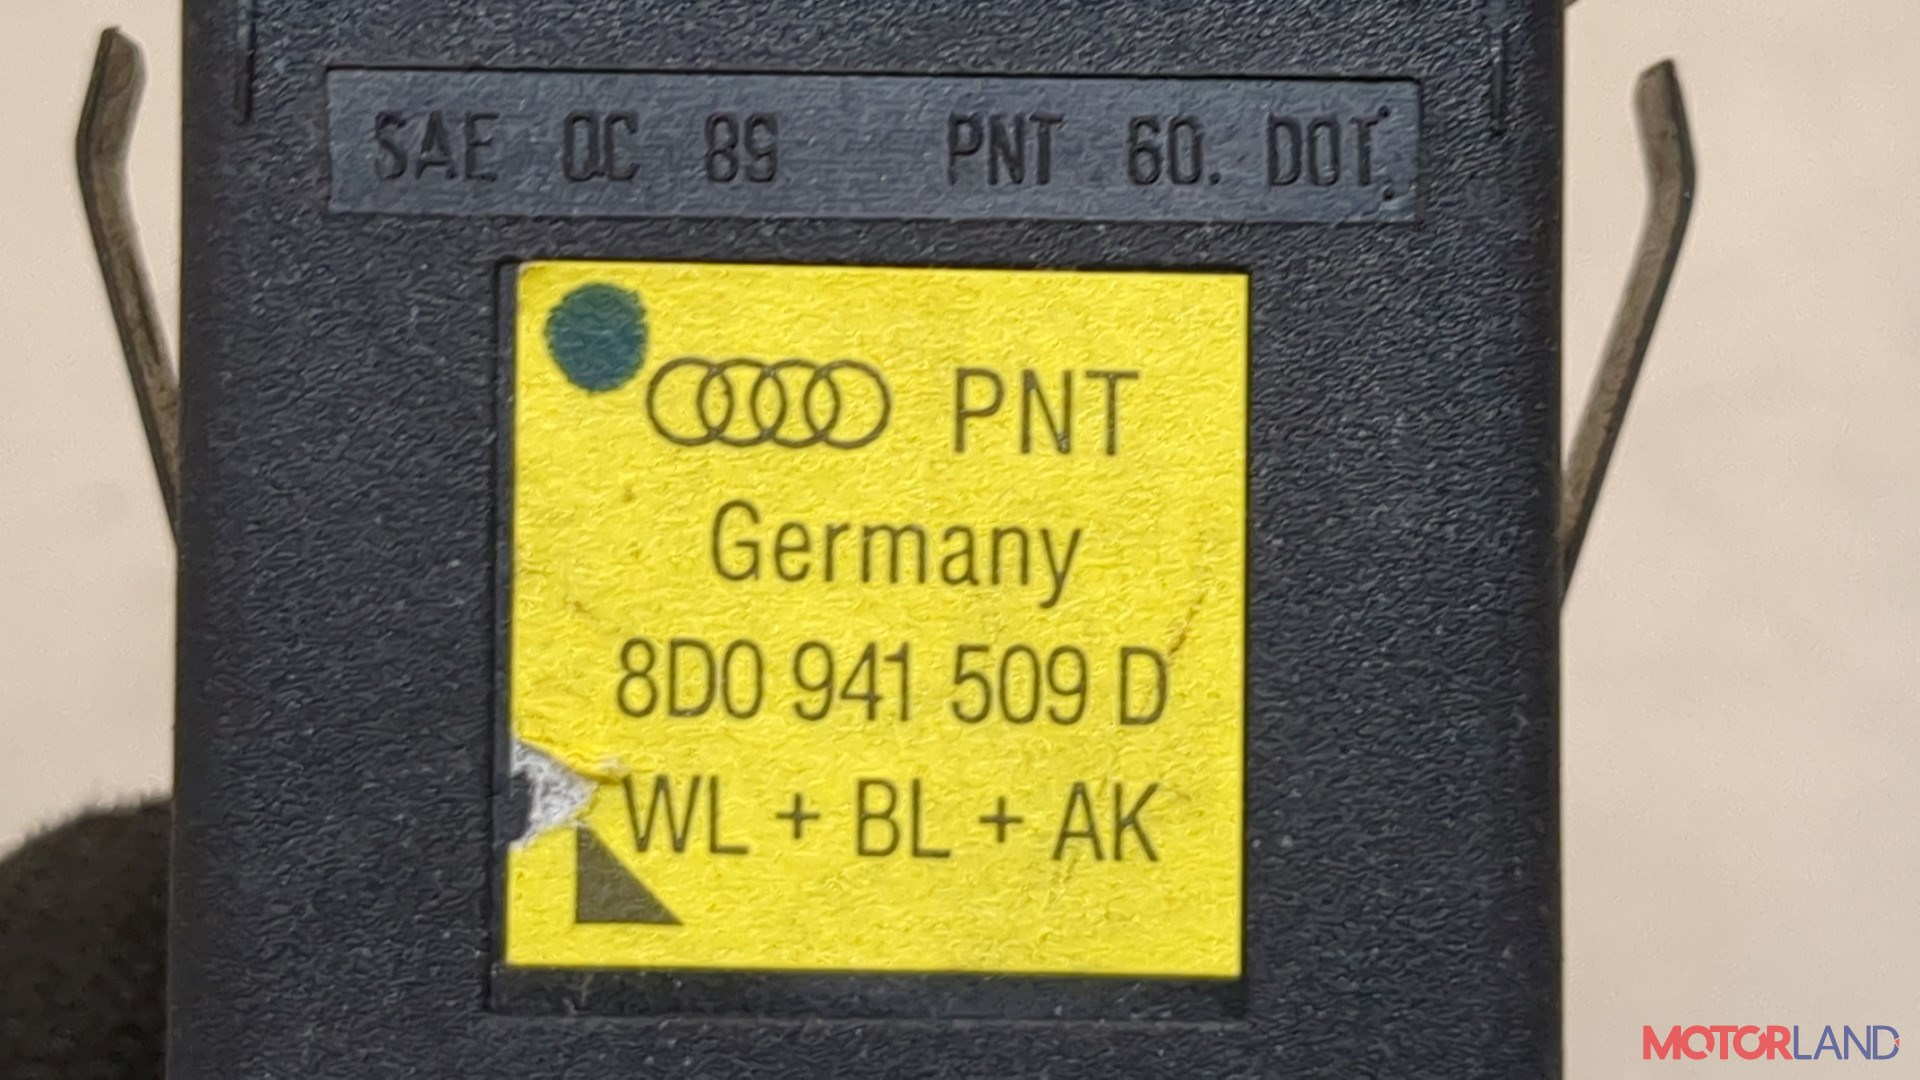 SAE QC 89 PNT 60. DOT.
PNT
Germany
8D0 941 509 D
WL + BL + AK
MOTORLAND